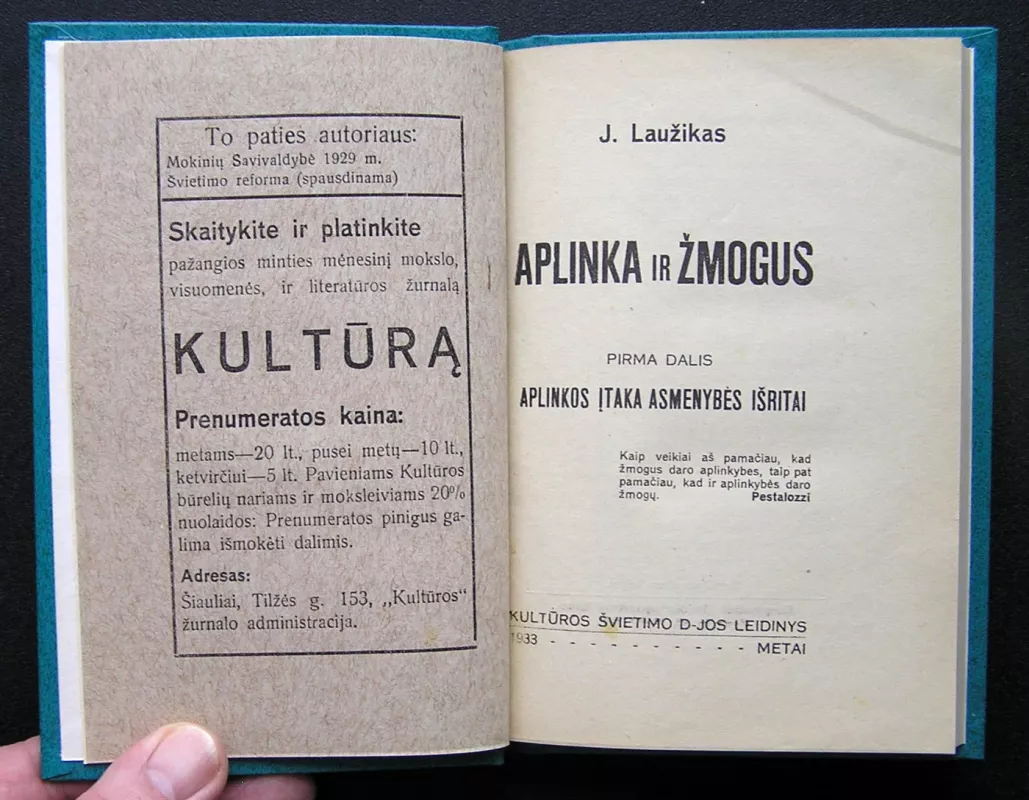 To paties autoriaus:
Mokinių Savivaldybė 1929 m.
Švietimo reforma (spausdinama)
Skaitykite ir platinkite
pažangios minties mėnesinį mokslo,
visuomenės, ir literatūros žurnalą
KULTŪRĄ
Prenumeratos kaina:
metams—20 lt., pusei metų—10 lt.,
ketvirčiui—5 lt. Pavieniams Kultūros
būrelių nariams ir moksleiviams 20%
nuolaidos: Prenumeratos pinigus ga-
lima išmokėti dalimis.
Adresas:
Šiauliai, Tilžės g. 153, „Kultūros“
žurnalo administracija.
J. Laužikas
APLINKA IR ŽMOGUS
PIRMA DALIS
APLINKOS ĮTAKA ASMENYBĖS IŠRITAI
Kaip veikiai aš pamačiau, kad
žmogus daro aplinkybes, taip pat
pamačiau, kad ir aplinkybės daro
žmogų. Pestalozzi
KULTŪROS ŠVIETIMO D-JOS LEIDINYS
1933 - - - - - - - - - - METAI